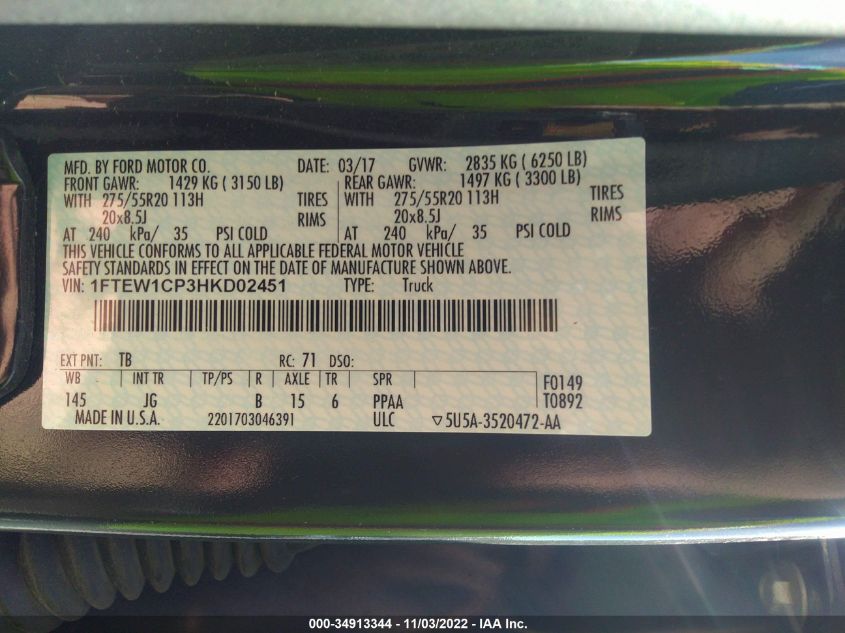 MFD. BY FORD MOTOR CO. DATE: 03/17 GVWR: 2835 KG ( 6250 LB)
FRONT GAWR: 1429 KG ( 3150 LB) REAR GAWR: 1497 KG ( 3300 LB)
WITH 275/55R20 113H TIRES WITH 275/55R20 113H TIRES
20x8.5J RIMS 20x8.5J RIMS
AT 240 kPa/ 35 PSI COLD AT 240 kPa/ 35 PSI COLD
THIS VEHICLE CONFORMS TO ALL APPLICABLE FEDERAL MOTOR VEHICLE
SAFETY STANDARDS IN EFFECT ON THE DATE OF MANUFACTURE SHOWN ABOVE.
VIN: 1FTEW1CP3HKD02451 TYPE: Truck
EXT PNT: TB RC: 71 DSO:
WB INT TR TP/PS R AXLE TR SPR F0149
145 JG B 15 6 PPAA T0892
MADE IN U.S.A. 2201703046391 ULC ▽5U5A-3520472-AA
000-34913344 - 11/03/2022 - IAA Inc.